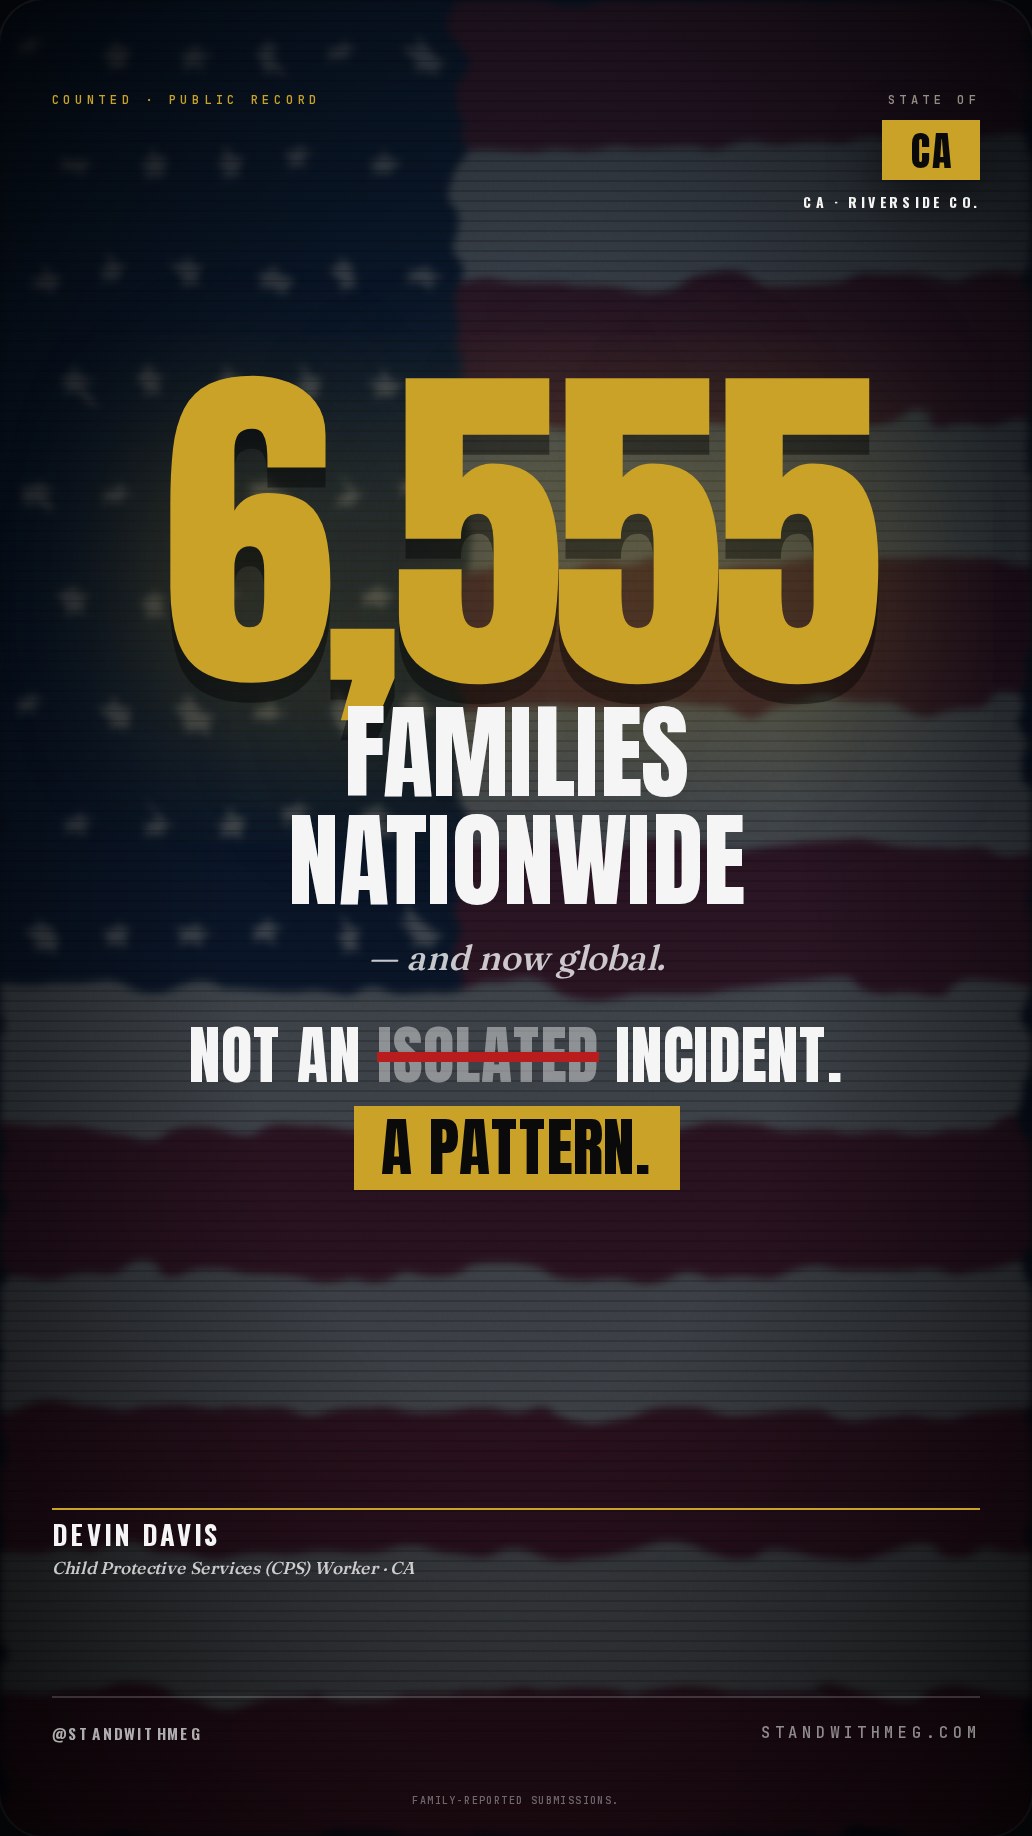 COUNTED · PUBLIC RECORD
STATE OF
CA
CA · RIVERSIDE CO.
6,555
FAMILIES
NATIONWIDE
— and now global.
NOT AN ISOLATED INCIDENT.
A PATTERN.
DEVIN DAVIS
Child Protective Services (CPS) Worker · CA
@STANDWITHMEG
STANDWITHMEG.COM
FAMILY-REPORTED SUBMISSIONS.